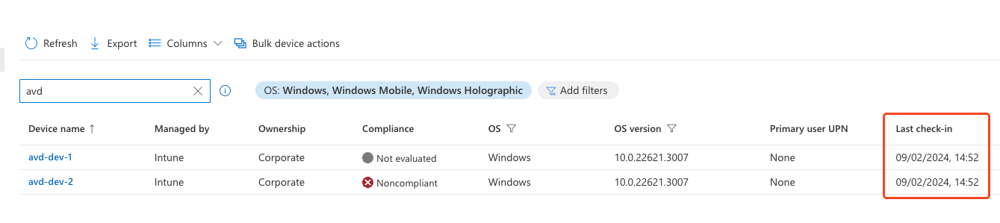 Refresh Export Columns Bulk device actions
avd OS: Windows, Windows Mobile, Windows Holographic Add filters
Device name ↑ Managed by Ownership Compliance OS OS version Primary user UPN Last check-in
avd-dev-1 Intune Corporate Not evaluated Windows 10.0.22621.3007 None 09/02/2024, 14:52
avd-dev-2 Intune Corporate Noncompliant Windows 10.0.22621.3007 None 09/02/2024, 14:52